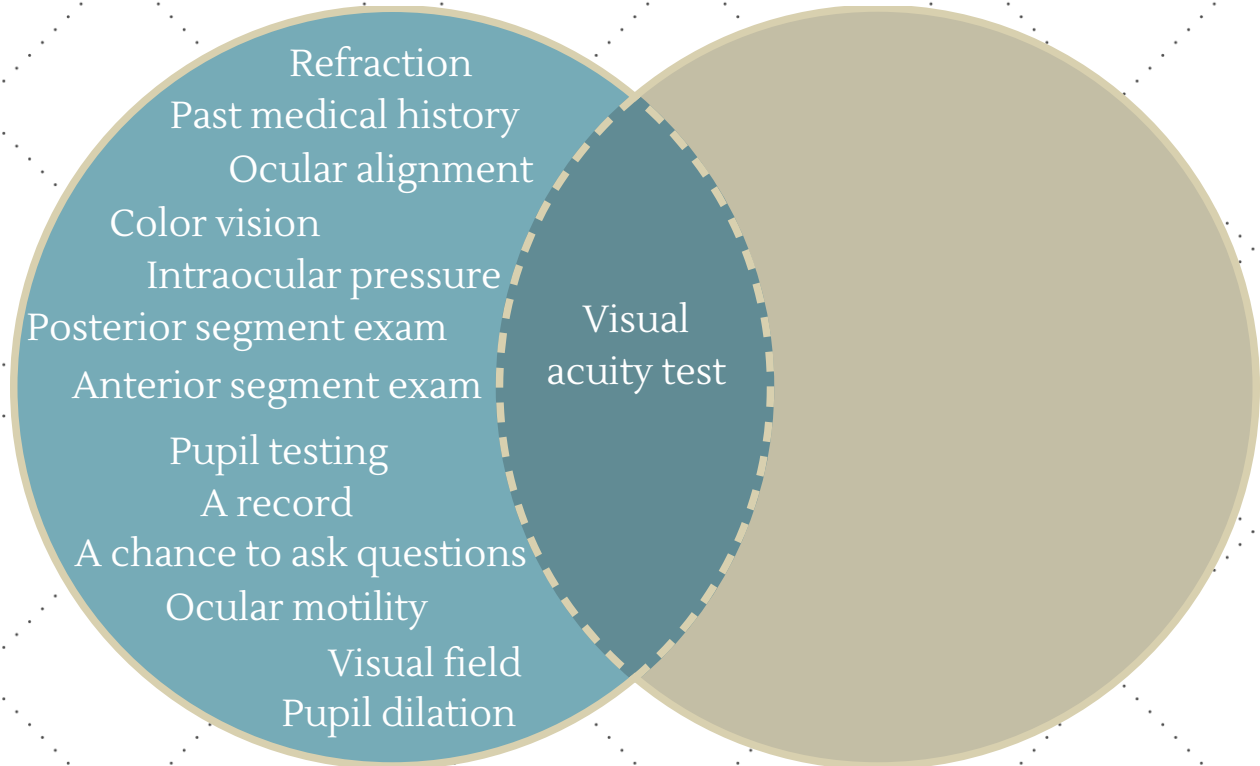 Refraction
Past medical history
Ocular alignment
Color vision
Intraocular pressure
Posterior segment exam
Anterior segment exam
Pupil testing
A record
A chance to ask questions
Ocular motility
Visual field
Pupil dilation
Visual
acuity test